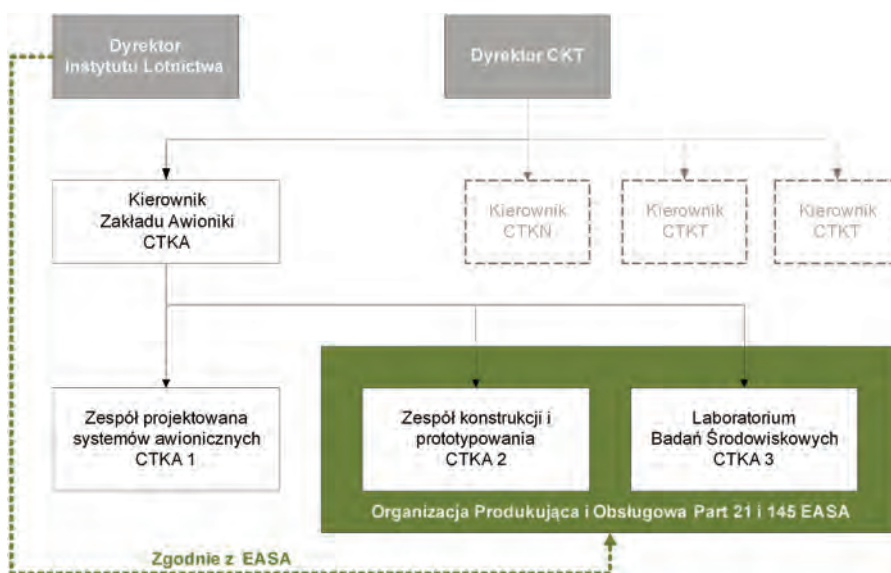 Dyrektor
Instytutu Lotnictwa
Dyrektor CKT
Kierownik
Zakładu Awioniki
CTKA
Kierownik
CTKN
Kierownik
CTKT
Kierownik
CTKT
Zespół projektowana
systemów awionicznych
CTKA 1
Zespół konstrukcji i
prototypowania
CTKA 2
Laboratorium
Badań Środowiskowych
CTKA 3
Organizacja Produkująca i Obsługowa Part 21 i 145 EASA
Zgodnie z EASA